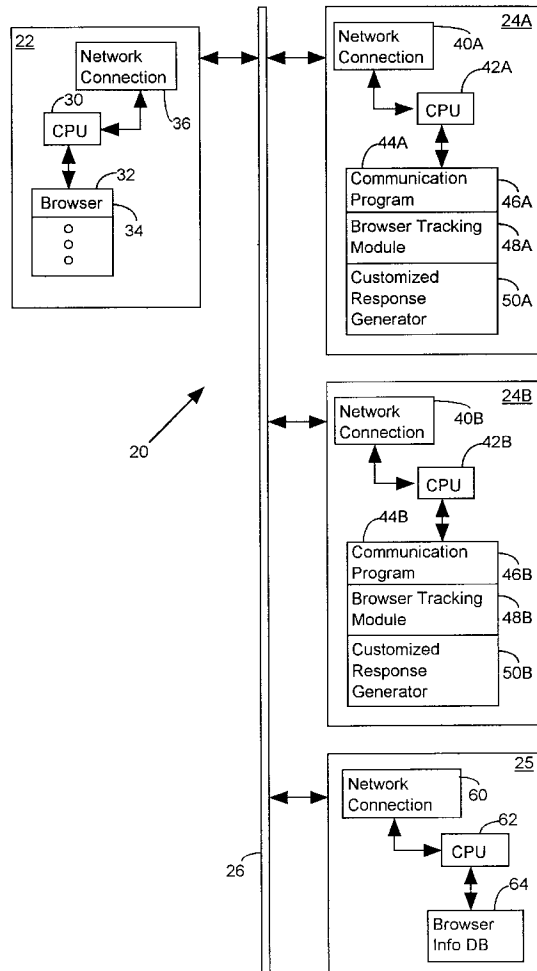 22
Network
Connection
30
36
CPU
32
Browser
34
20
26
24A
Network
Connection
40A
42A
CPU
44A
Communication
Program
46A
Browser Tracking
Module
48A
Customized
Response
Generator
50A
24B
Network
Connection
40B
42B
CPU
44B
Communication
Program
46B
Browser Tracking
Module
48B
Customized
Response
Generator
50B
25
Network
Connection
60
62
CPU
64
Browser
Info DB